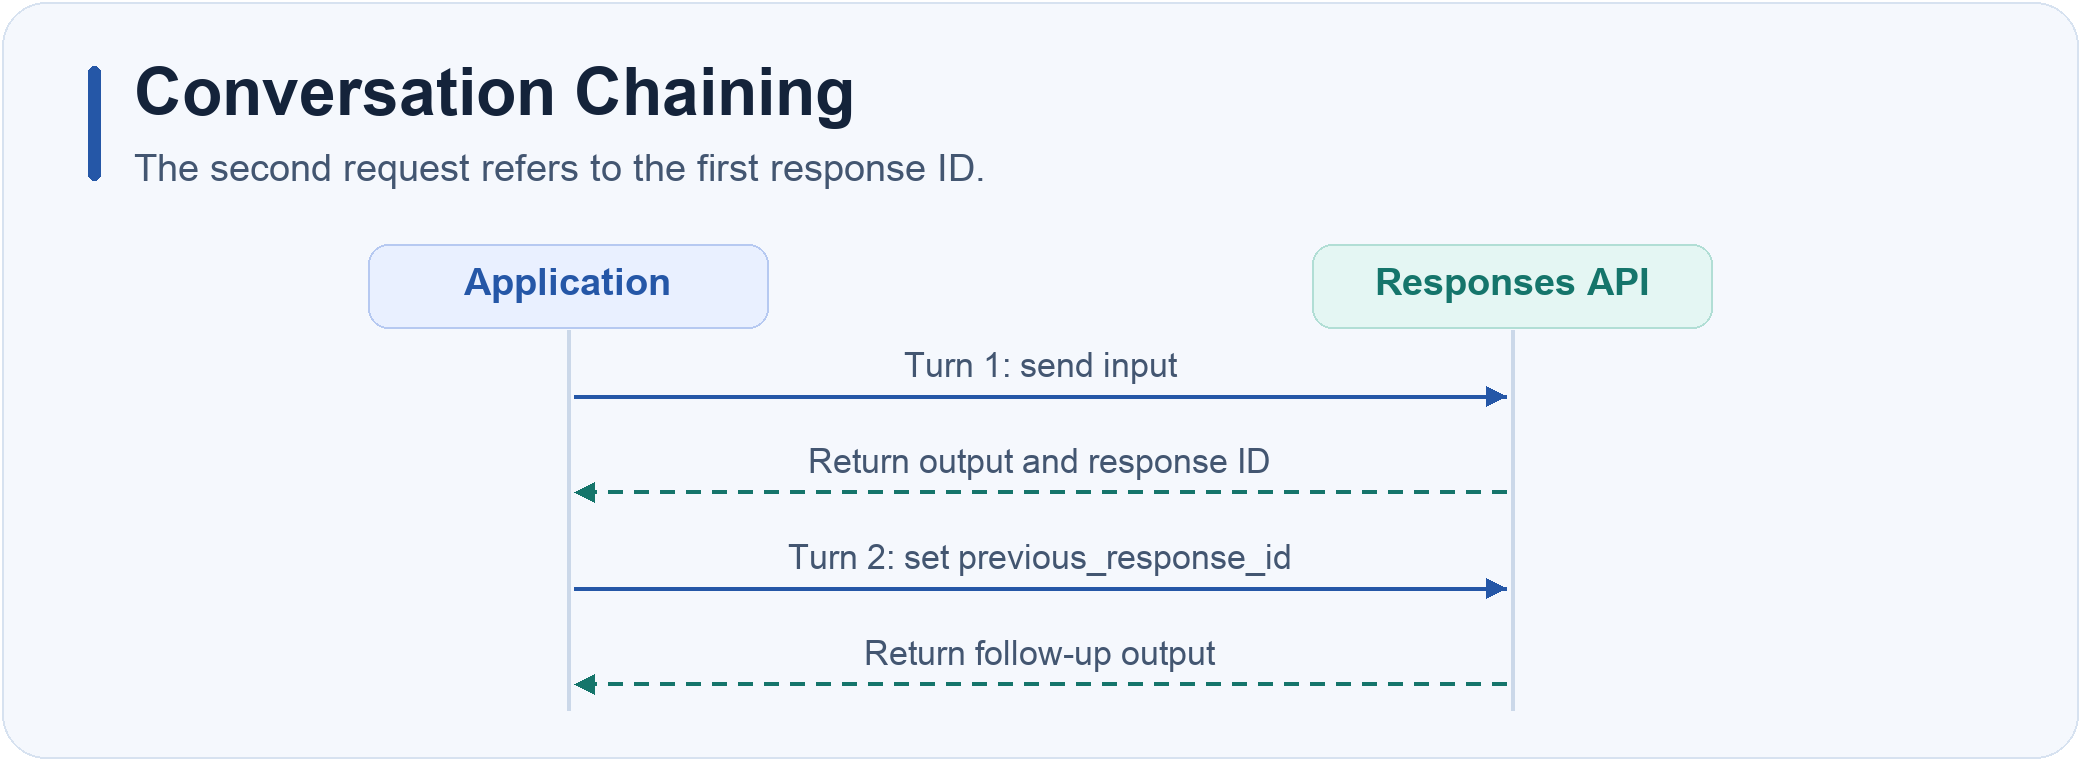 Conversation Chaining
The second request refers to the first response ID.
Application
Responses API
Turn 1: send input
Return output and response ID
Turn 2: set previous_response_id
Return follow-up output